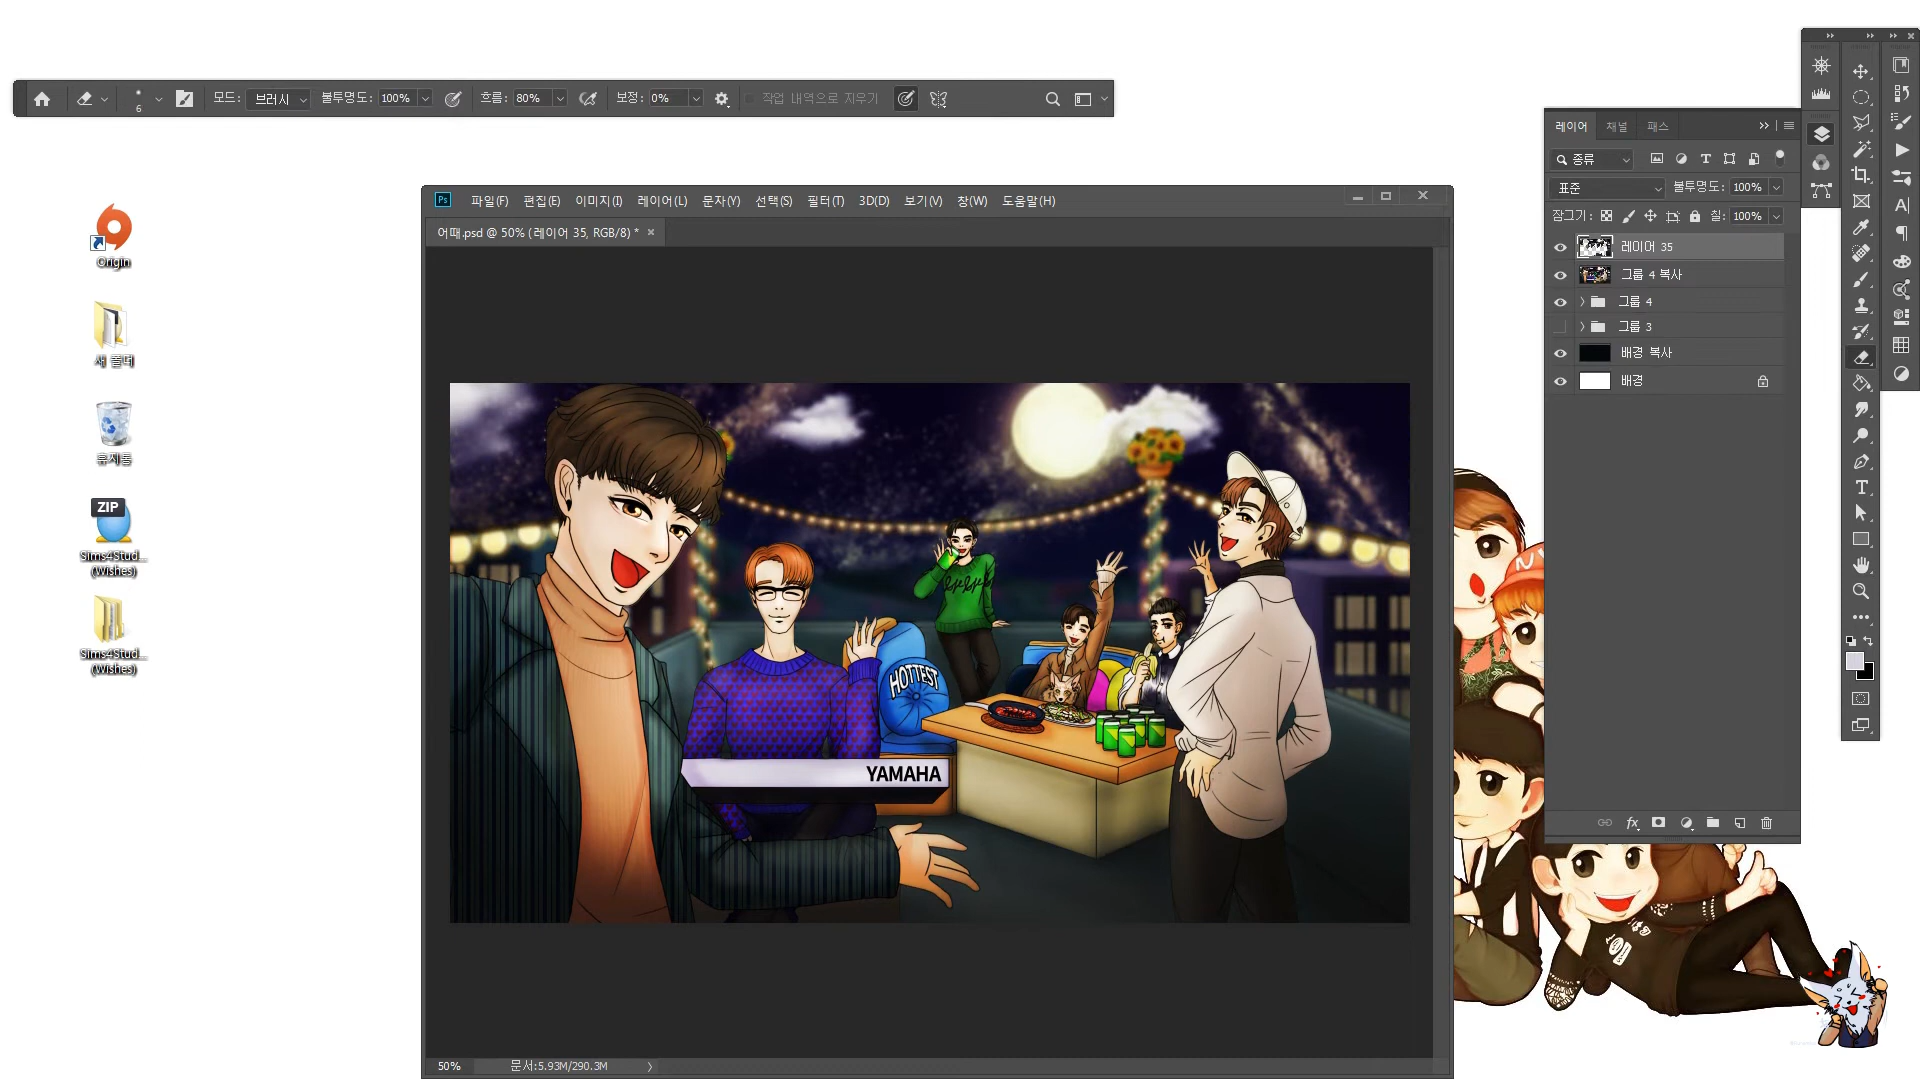 모드: 브러시 불투명도: 100% 흐름: 80% 보정: 0% 작업 내역으로 지우기
6
Origin
새 폴더
휴지통
ZIP
Sims4Stud...
(Wishes)
Sims4Stud...
(Wishes)
Ps 파일(F) 편집(E) 이미지(I) 레이어(L) 문자(Y) 선택(S) 필터(T) 3D(D) 보기(V) 창(W) 도움말(H)
어때.psd @ 50% (레이어 35, RGB/8) *
HOTTEST
YAMAHA
50% 문서:5.93M/290.3M
레이어 채널 패스
종류
표준 불투명도: 100%
잠그기: 칠: 100%
레이어 35
그룹 4 복사
그룹 4
그룹 3
배경 복사
배경
fx